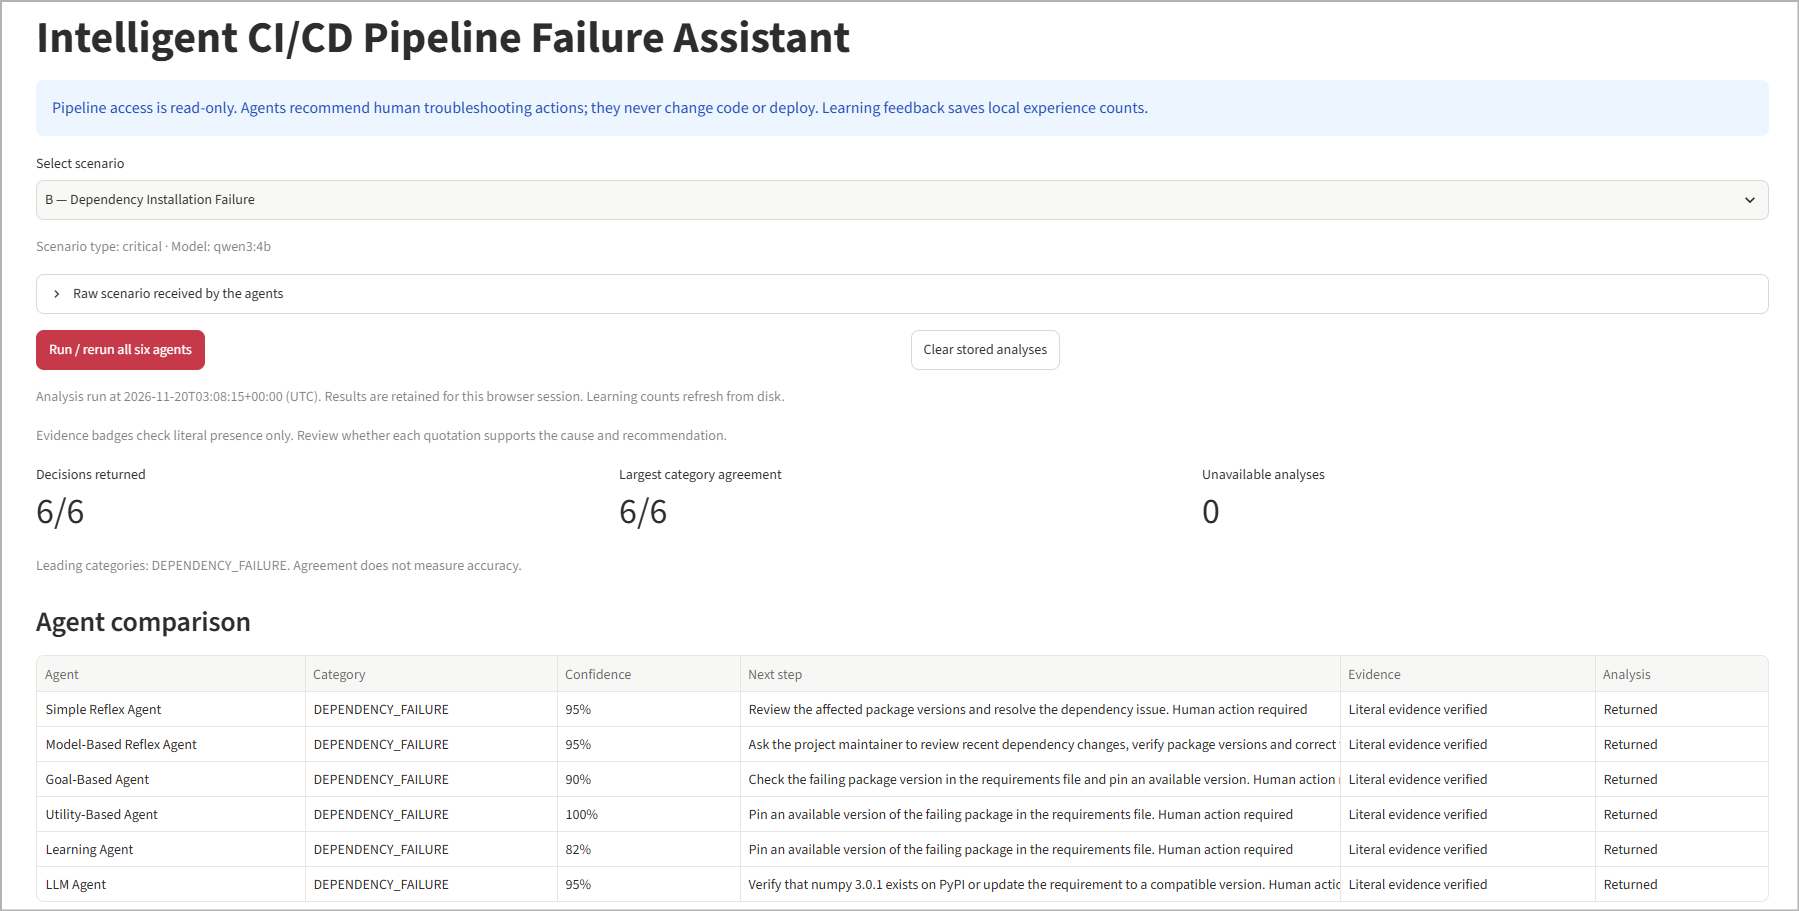 Intelligent CI/CD Pipeline Failure Assistant
Pipeline access is read-only. Agents recommend human troubleshooting actions; they never change code or deploy. Learning feedback saves local experience counts.
Select scenario
B — Dependency Installation Failure
Scenario type: critical · Model: qwen3:4b
Raw scenario received by the agents
Run / rerun all six agents
Clear stored analyses
Analysis run at 2026-11-20T03:08:15+00:00 (UTC). Results are retained for this browser session. Learning counts refresh from disk.
Evidence badges check literal presence only. Review whether each quotation supports the cause and recommendation.
Decisions returned
6/6
Largest category agreement
6/6
Unavailable analyses
0
Leading categories: DEPENDENCY_FAILURE. Agreement does not measure accuracy.
Agent comparison
Agent Category Confidence Next step Evidence Analysis
Simple Reflex Agent DEPENDENCY_FAILURE 95% Review the affected package versions and resolve the dependency issue. Human action required Literal evidence verified Returned
Model-Based Reflex Agent DEPENDENCY_FAILURE 95% Ask the project maintainer to review recent dependency changes, verify package versions and correct Literal evidence verified Returned
Goal-Based Agent DEPENDENCY_FAILURE 90% Check the failing package version in the requirements file and pin an available version. Human action Literal evidence verified Returned
Utility-Based Agent DEPENDENCY_FAILURE 100% Pin an available version of the failing package in the requirements file. Human action required Literal evidence verified Returned
Learning Agent DEPENDENCY_FAILURE 82% Pin an available version of the failing package in the requirements file. Human action required Literal evidence verified Returned
LLM Agent DEPENDENCY_FAILURE 95% Verify that numpy 3.0.1 exists on PyPI or update the requirement to a compatible version. Human Literal evidence verified Returned